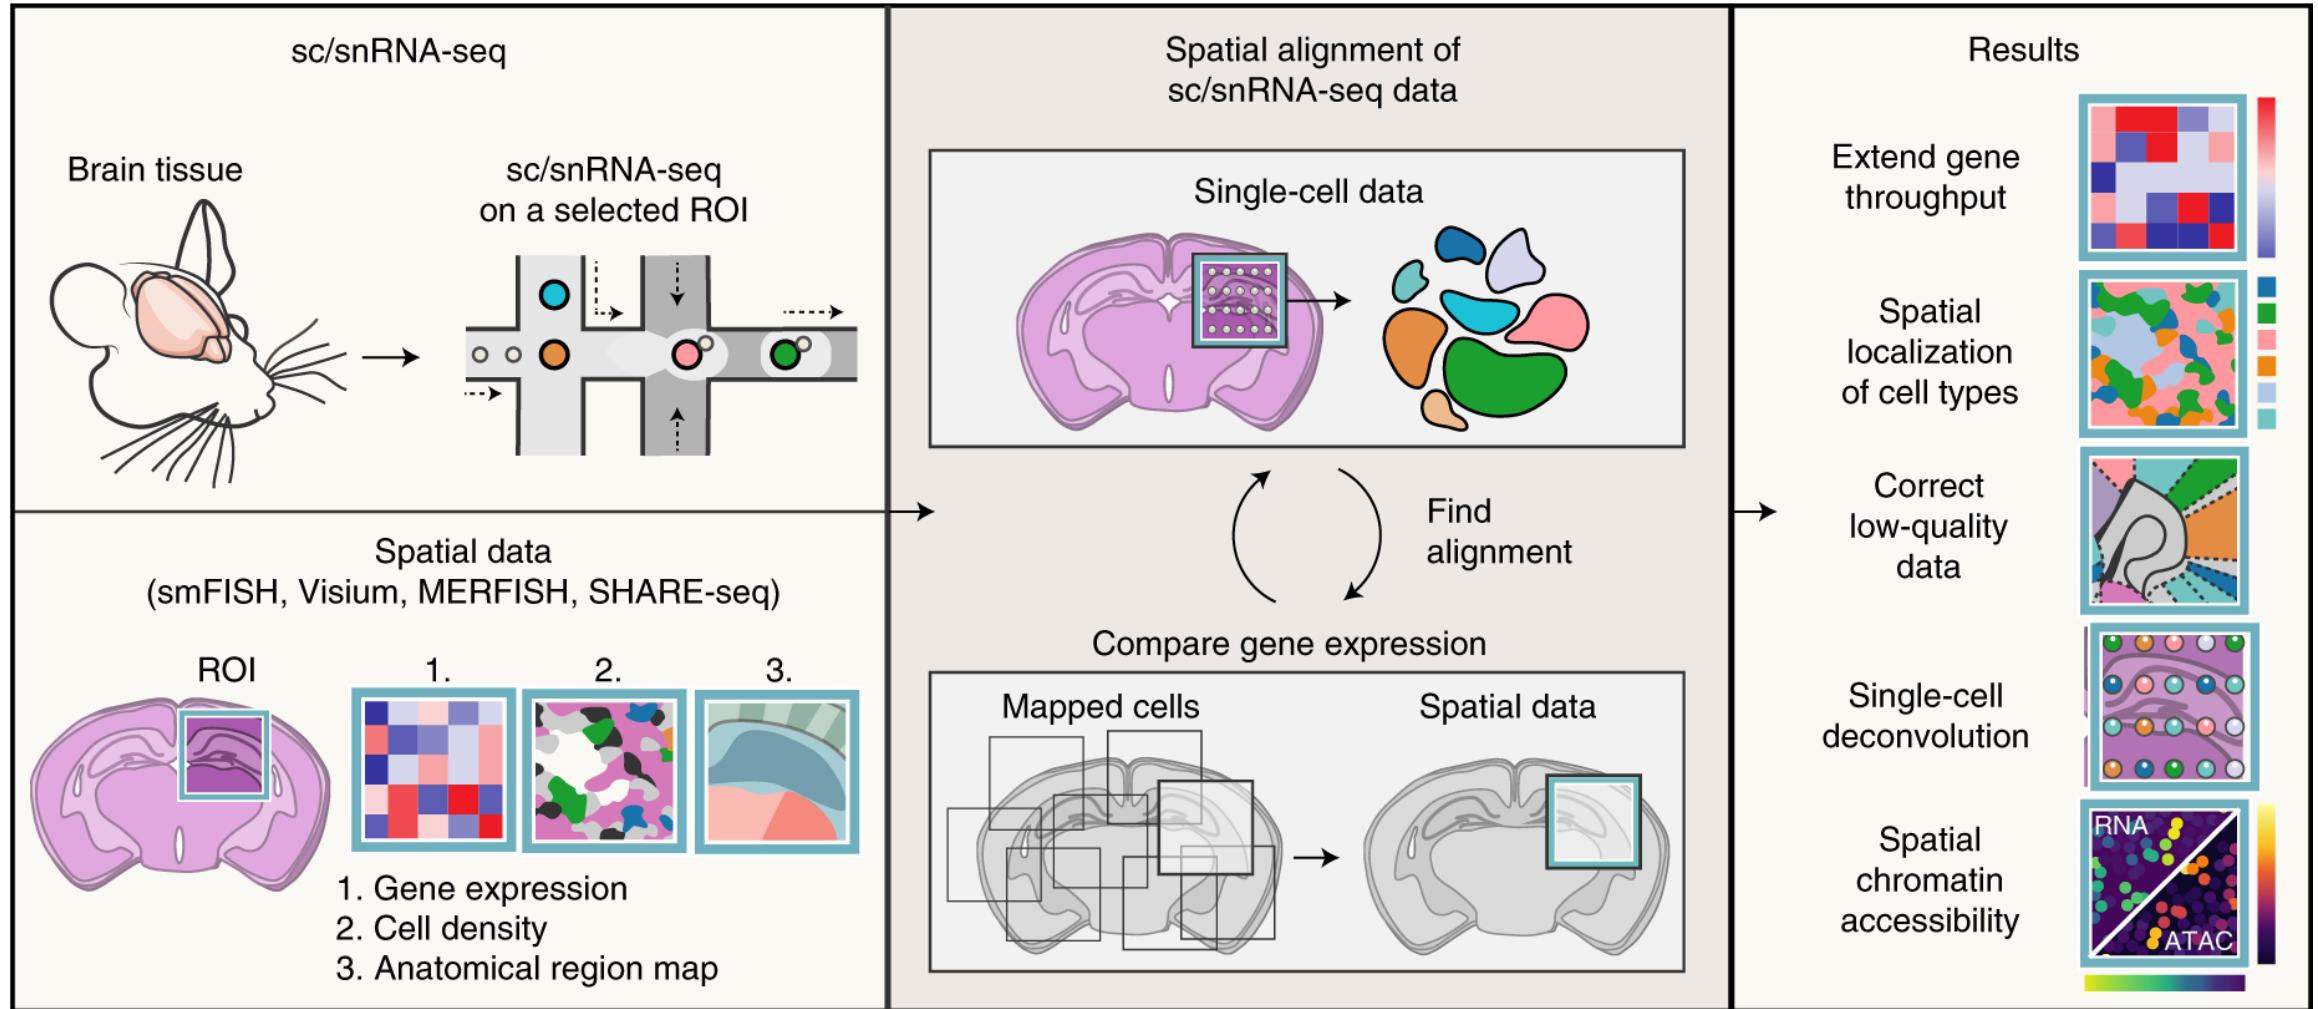 sc/snRNA-seq
Brain tissue
sc/snRNA-seq
on a selected ROI
Spatial data
(smFISH, Visium, MERFISH, SHARE-seq)
ROI
1.
2.
3.
1. Gene expression
2. Cell density
3. Anatomical region map
Spatial alignment of
sc/snRNA-seq data
Single-cell data
Find
alignment
Compare gene expression
Mapped cells
Spatial data
Results
Extend gene
throughput
Spatial
localization
of cell types
Correct
low-quality
data
Single-cell
deconvolution
Spatial
chromatin
accessibility
RNA
ATAC